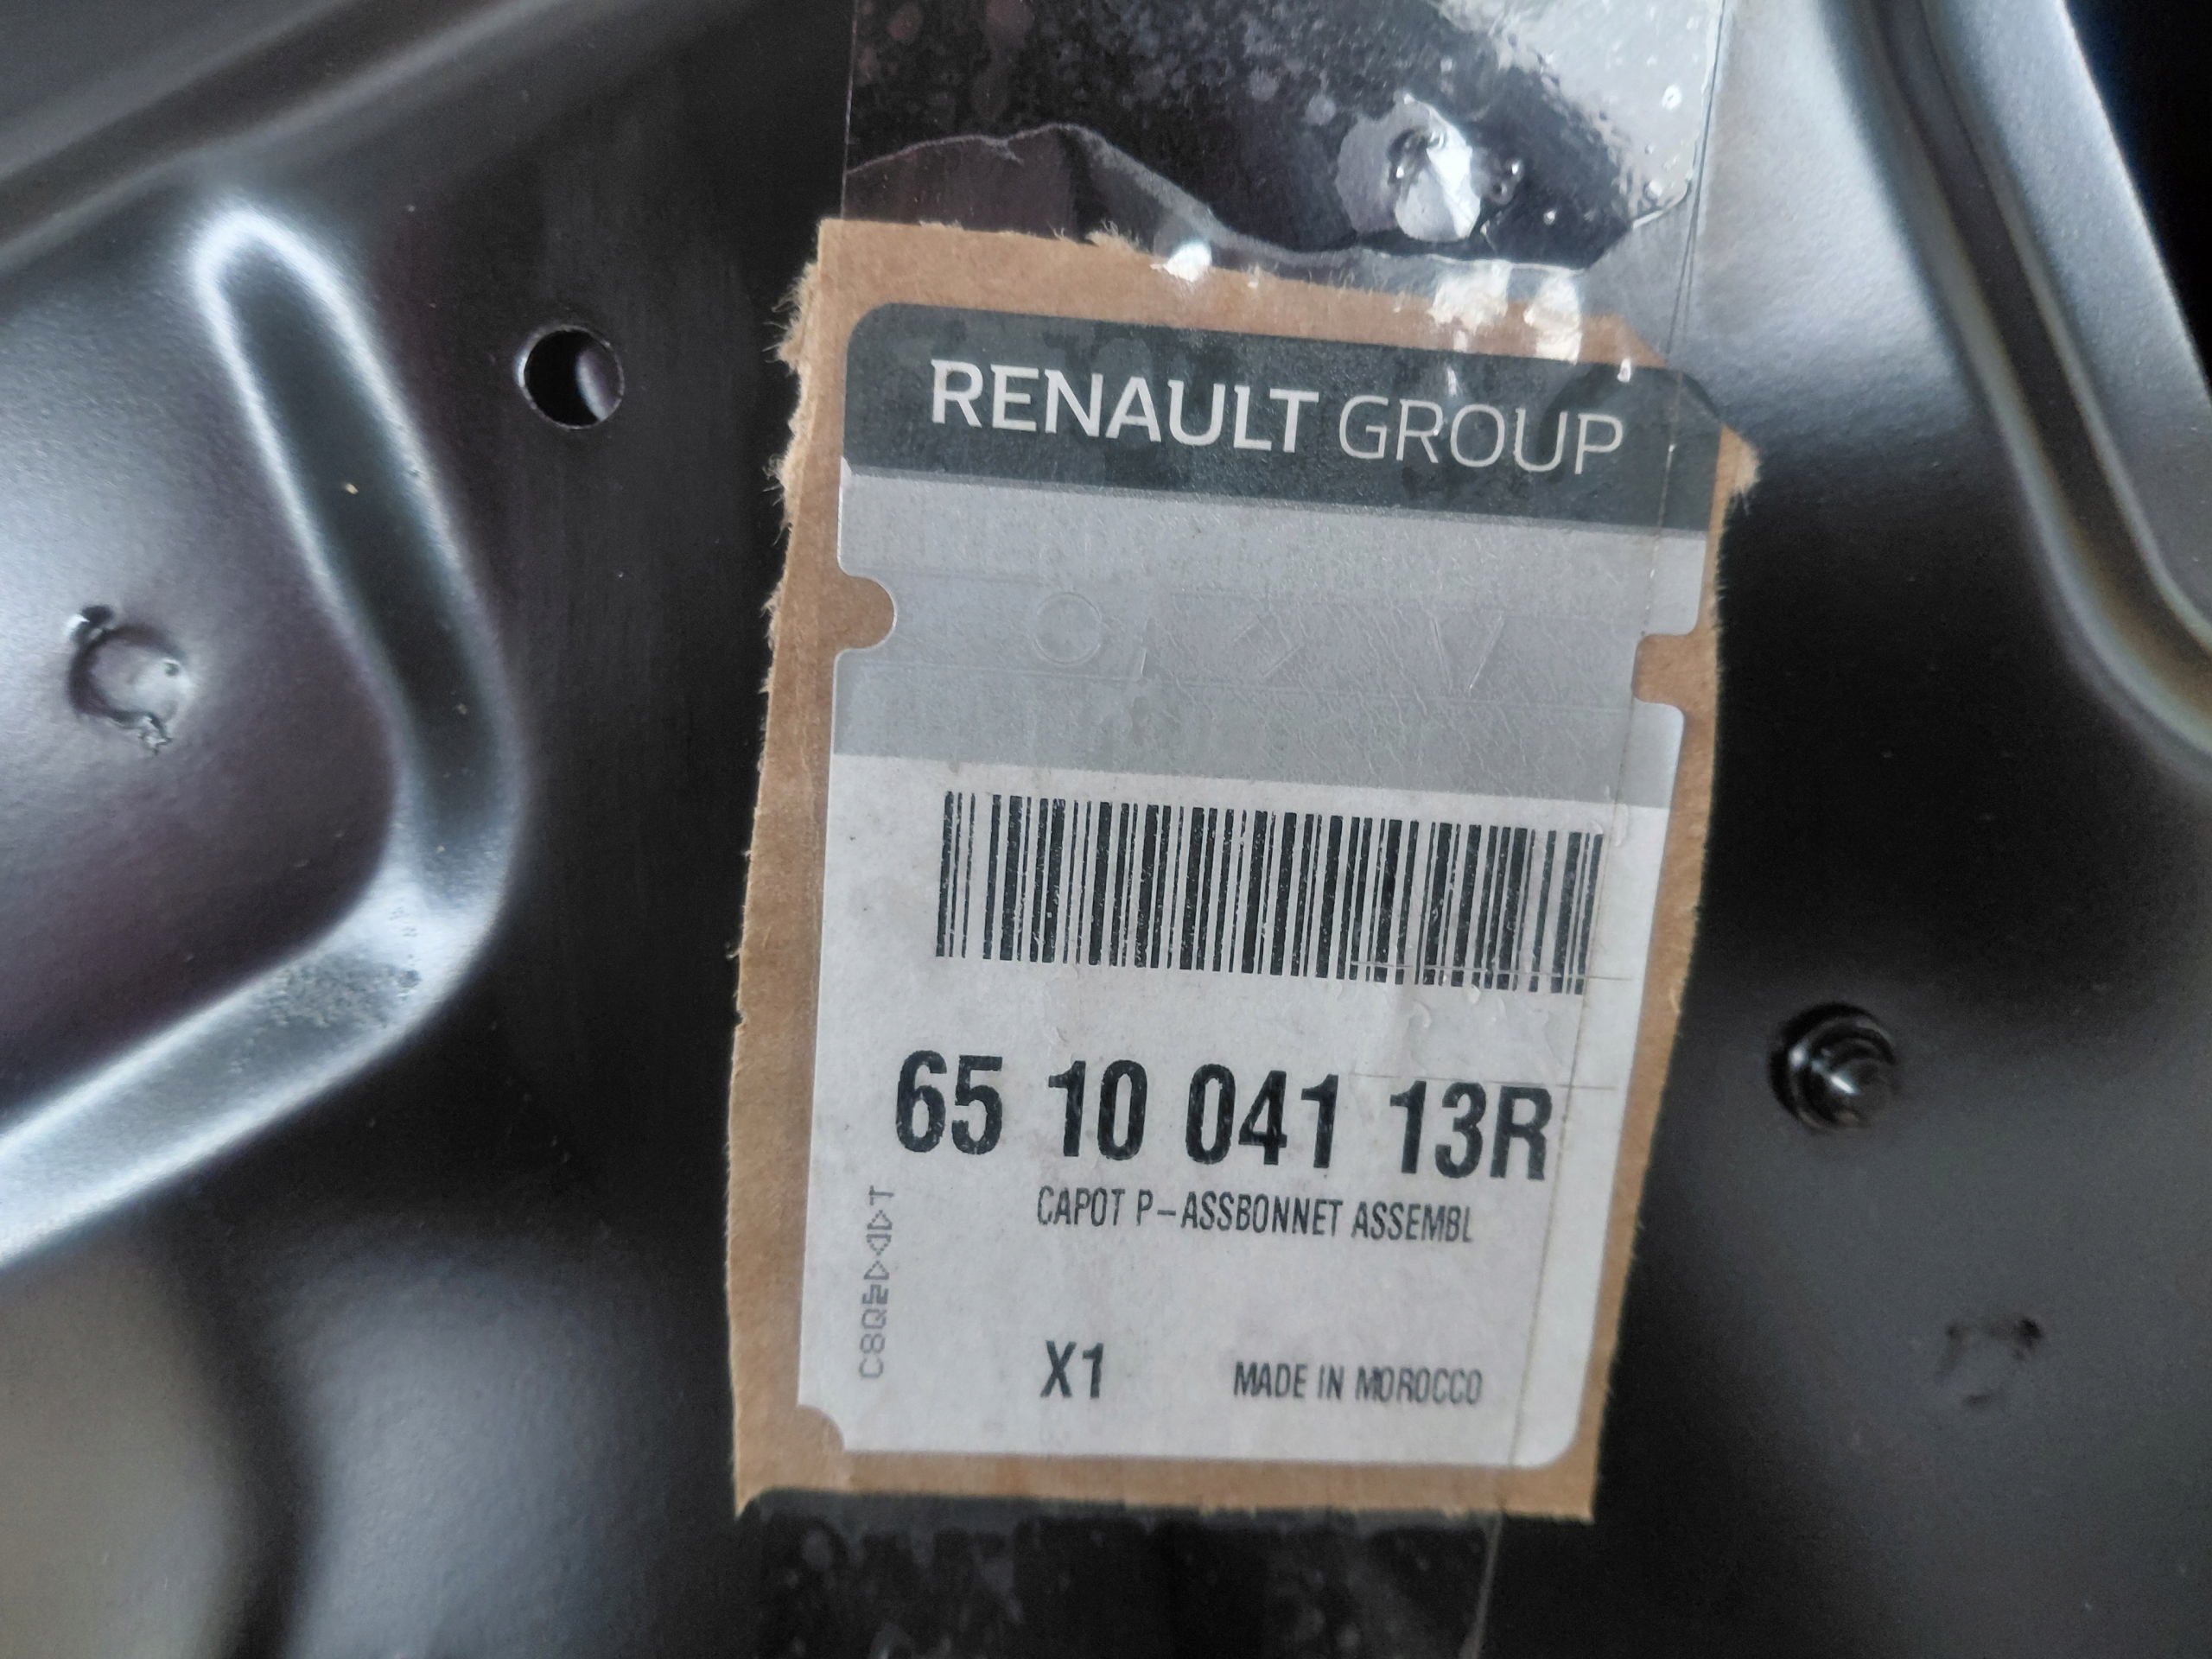 RENAULT GROUP
65 10 041 13R
CAPOT P-ASSBONNET ASSEMBL
X1
MADE IN MOROCCO